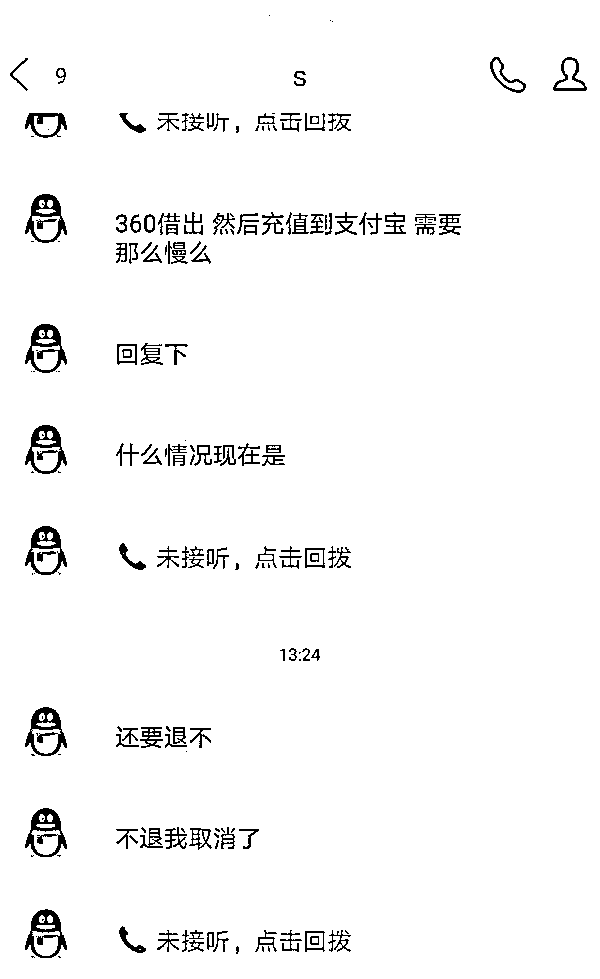 9
S
未接听，点击回拨
360借出 然后充值到支付宝 需要
那么慢么
回复下
什么情况现在是
未接听，点击回拨
13:24
还要退不
不退我取消了
未接听，点击回拨